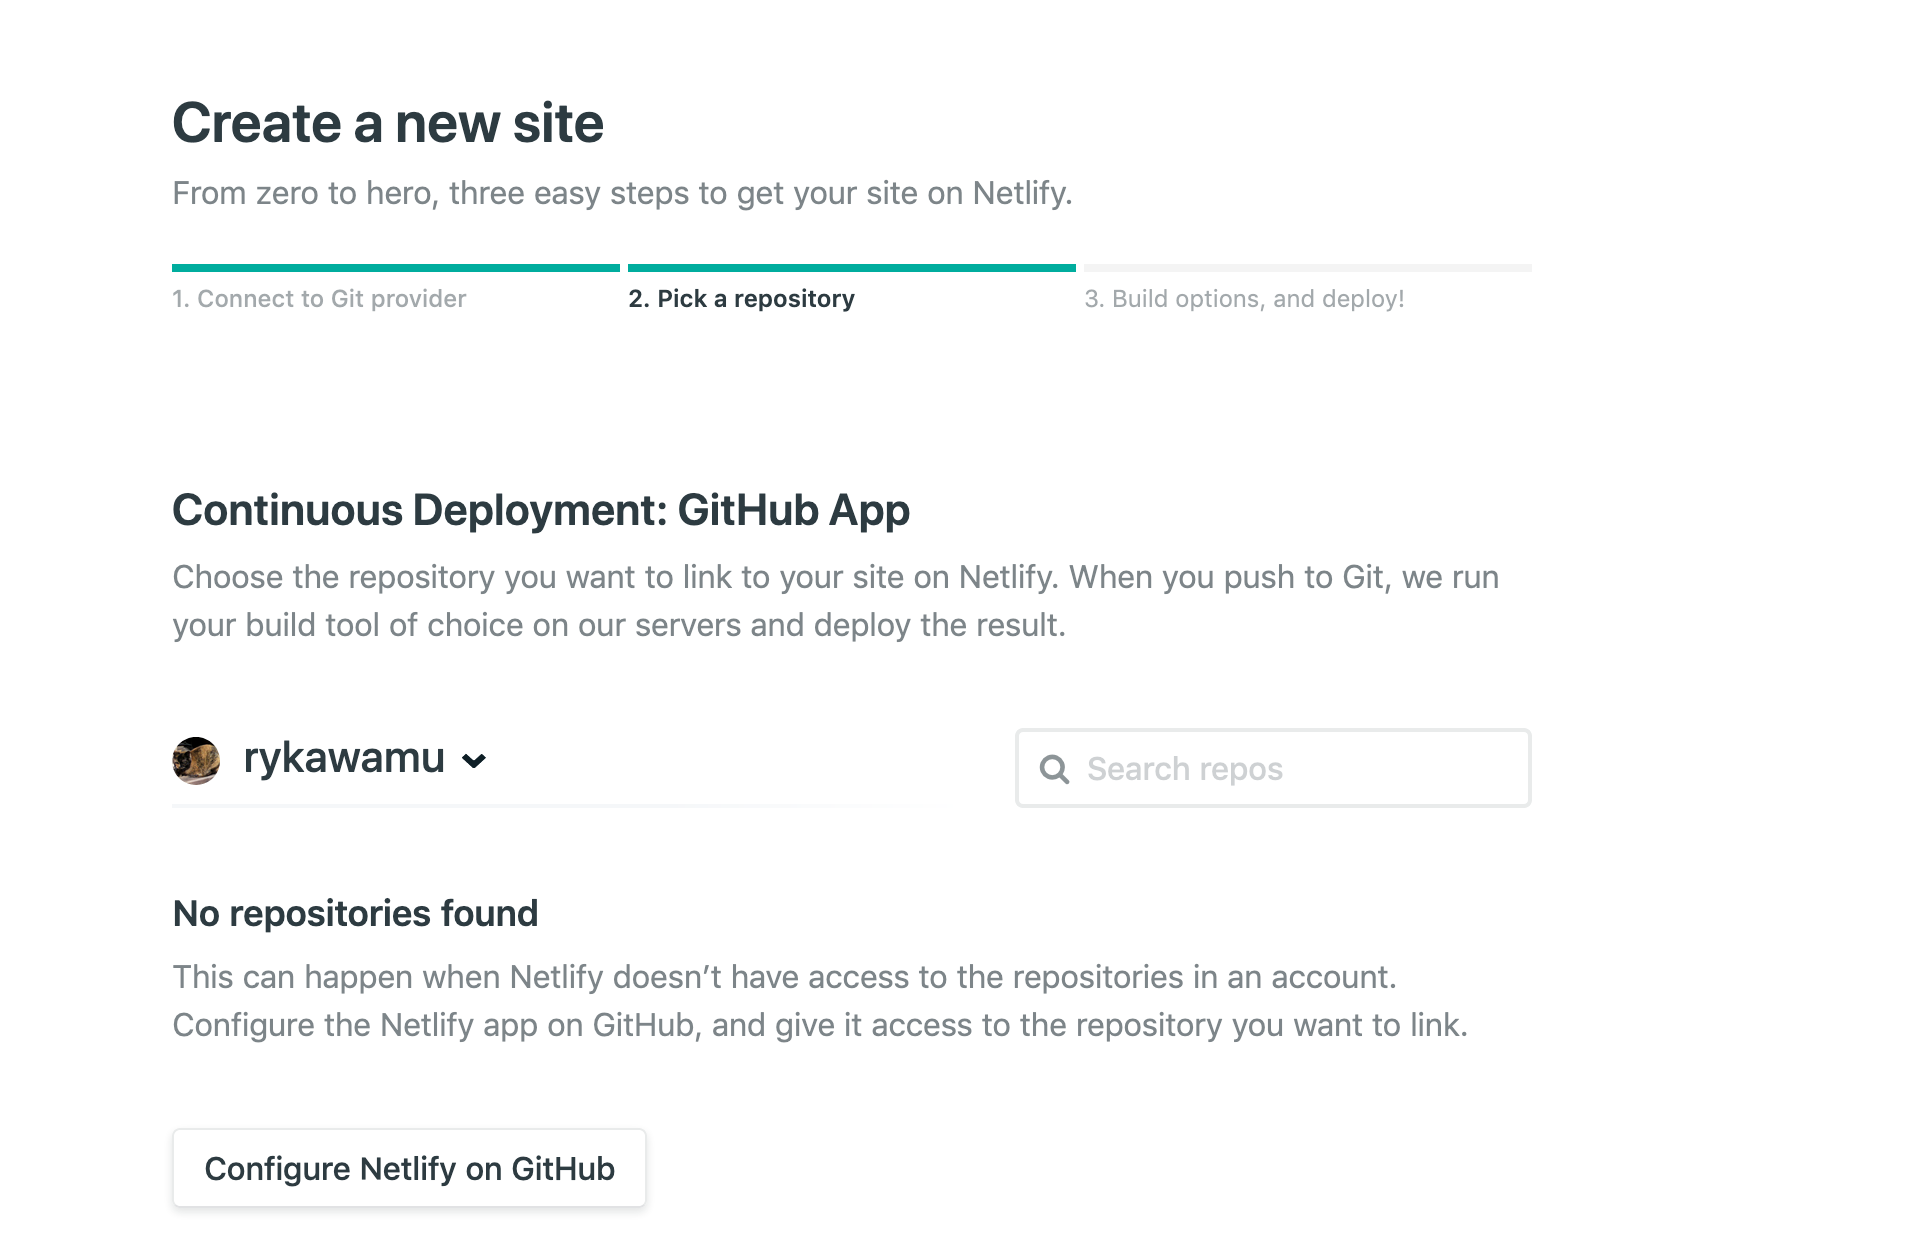 Create a new site
From zero to hero, three easy steps to get your site on Netlify.
1. Connect to Git provider
2. Pick a repository
3. Build options, and deploy!
Continuous Deployment: GitHub App
Choose the repository you want to link to your site on Netlify. When you push to Git, we run
your build tool of choice on our servers and deploy the result.
rykawamu
Search repos
No repositories found
This can happen when Netlify doesn’t have access to the repositories in an account.
Configure the Netlify app on GitHub, and give it access to the repository you want to link.
Configure Netlify on GitHub